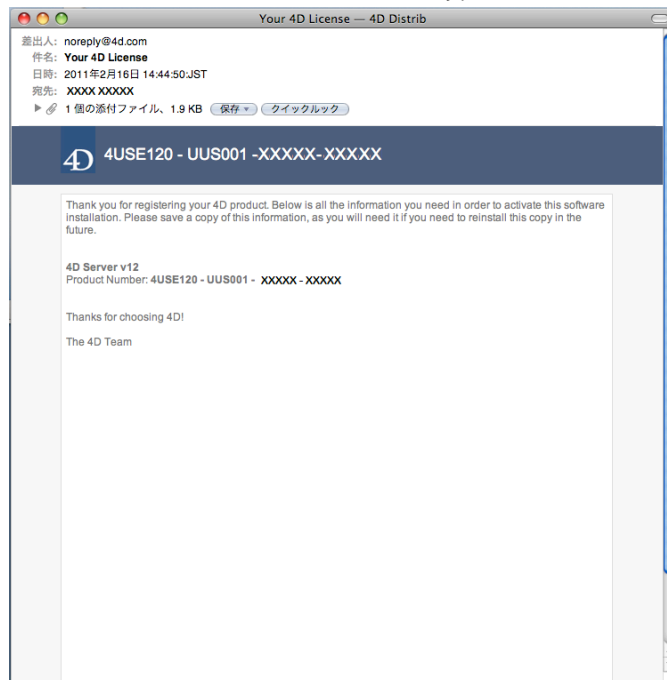 Your 4D License — 4D Distrib
差出人: noreply@4d.com
件名: Your 4D License
日時: 2011年2月16日 14:44:50:JST
宛先: XXXX XXXXX
1 個の添付ファイル、1.9 KB 保存 クイックルック
4D 4USE120 - UUS001 -XXXXX-XXXXX
Thank you for registering your 4D product. Below is all the information you need in order to activate this software
installation. Please save a copy of this information, as you will need it if you need to reinstall this copy in the
future.
4D Server v12
Product Number: 4USE120 - UUS001 - XXXXX - XXXXX
Thanks for choosing 4D!
The 4D Team